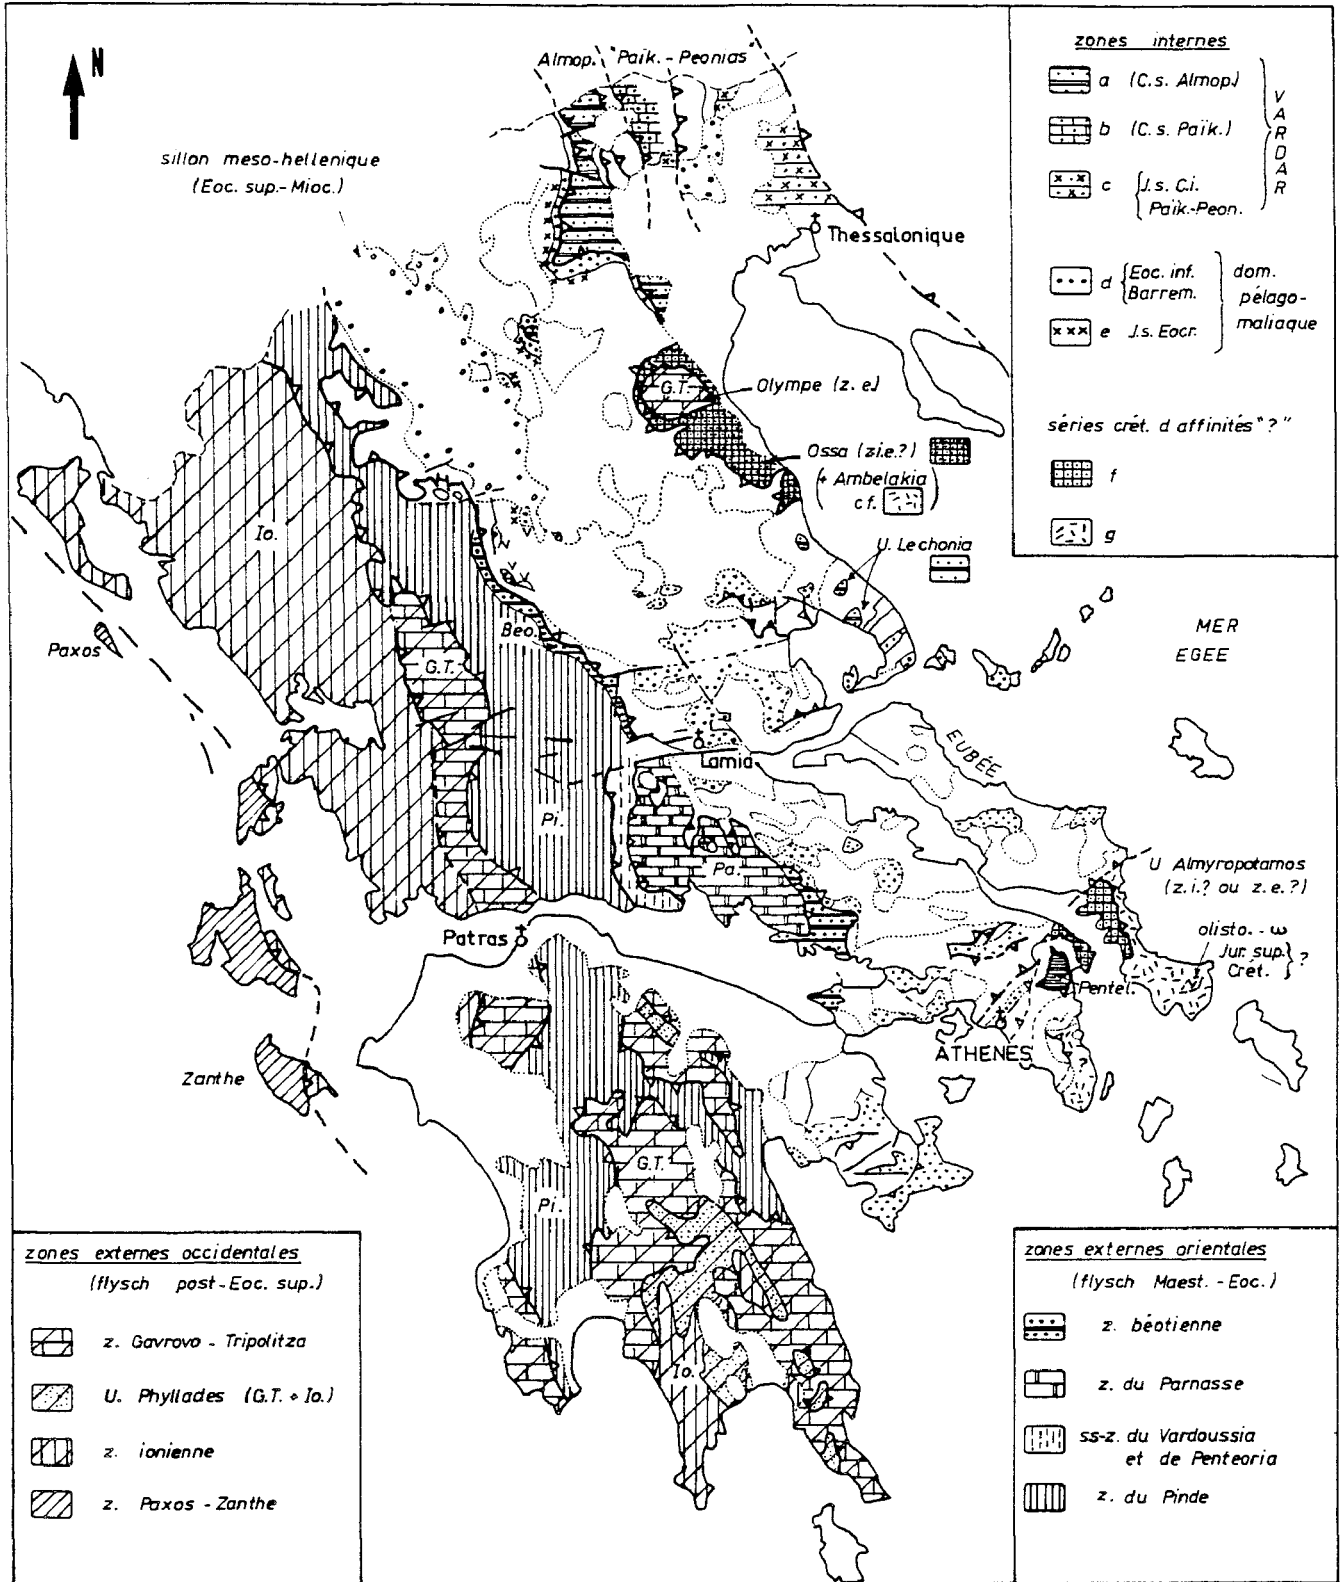 N
Almop.
Païk. - Peonias
sillon meso-hellenique
(Eoc. sup.- Mioc.)
Thessalonique
G.T.
Olympe (z. e.)
Ossa (z.i.e.?)
(+ Ambelakia
c f. )
U. Lechonia
Io.
Paxos
Beo.
G.T.
MER
EGEE
EUBÉE
Lamia
Pi.
Pa.
U Almyropotamos
(z. i.? ou z. e.?)
olisto. - ω
Jur. sup.
Crét. } ?
Pentel.
Patras
ATHENES
Zanthe
G.T.
Pi.
Io.
zones internes
a (C.s. Almop.)
b (C.s. Païk.)
c { J.s. C.i.
Païk.-Peon.
VARDAR
d { Eoc. inf.
Barrem.
e J.s. Eocr.
dom.
pélago-
maliaque
séries crét. d affinités "?"
f
g
zones externes occidentales
(flysch post-Eoc. sup.)
z. Gavrovo - Tripolitza
U. Phyllades (G.T. + Io.)
z. ionienne
z. Paxos - Zanthe
zones externes orientales
(flysch Maest. - Eoc.)
z. béotienne
z. du Parnasse
ss-z. du Vardoussia
et de Penteoria
z. du Pinde